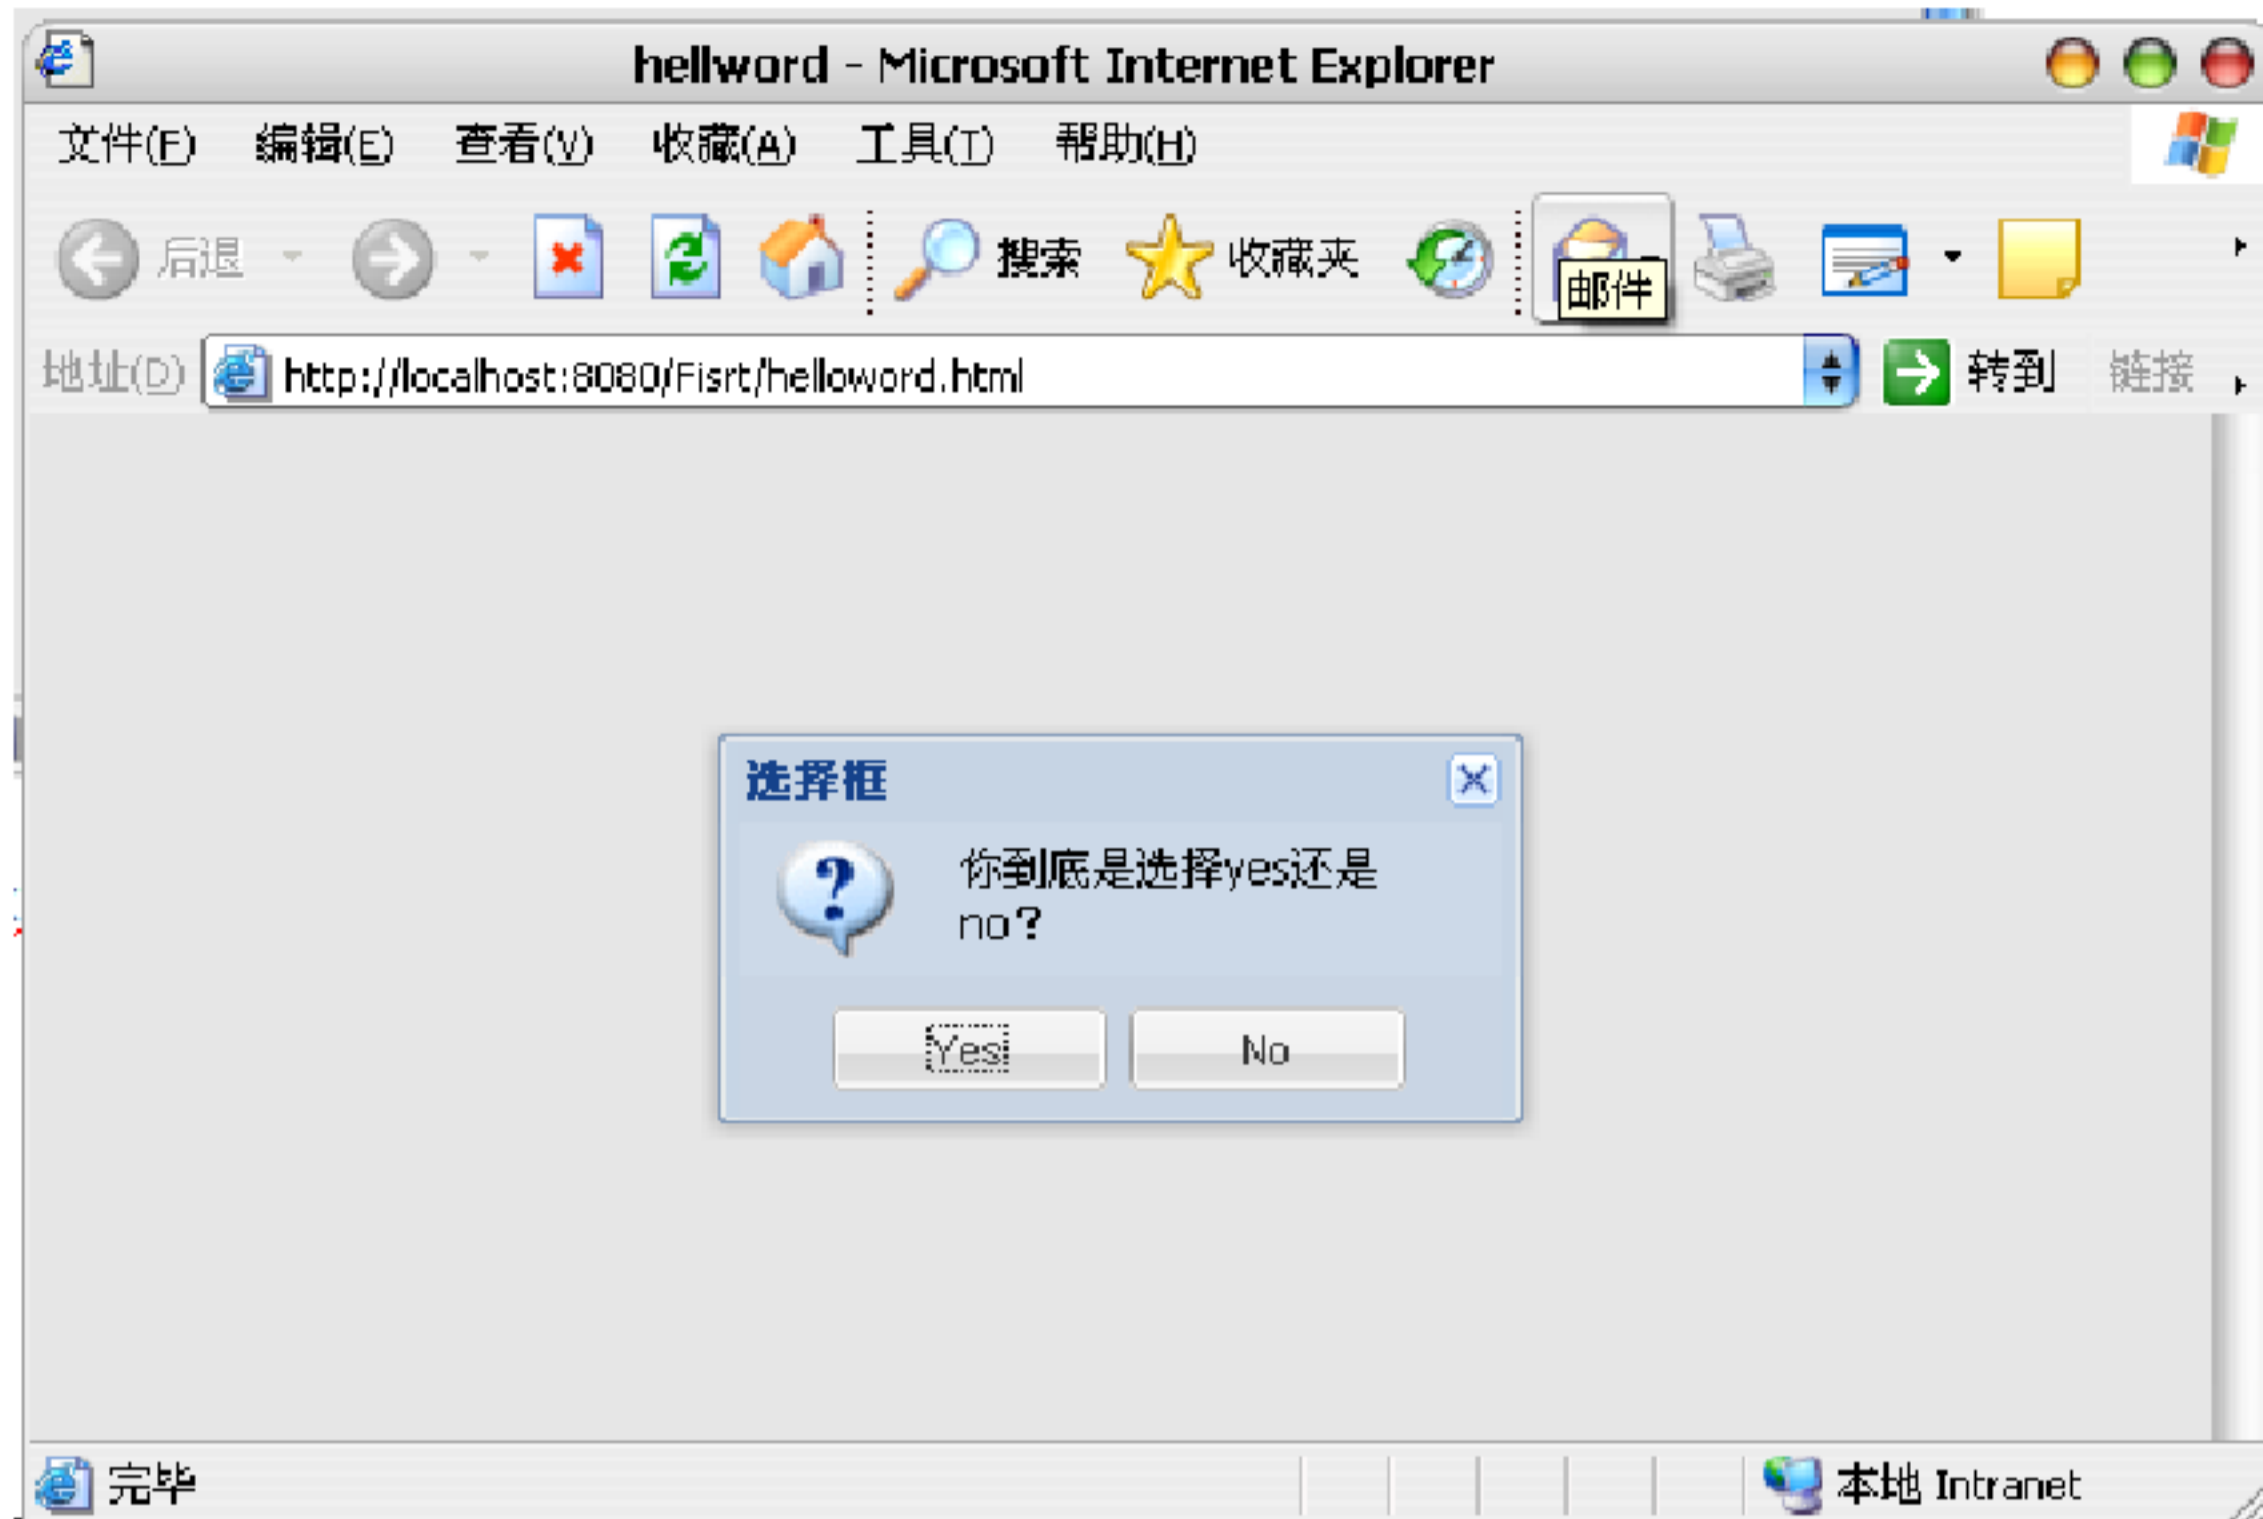 hellword - Microsoft Internet Explorer
文件(F) 编辑(E) 查看(V) 收藏(A) 工具(T) 帮助(H)
后退 搜索 收藏夹 邮件
地址(D) http://localhost:8080/Fisrt/helloword.html 转到 链接
选择框
你到底是选择yes还是
no?
Yes No
完毕 本地 Intranet